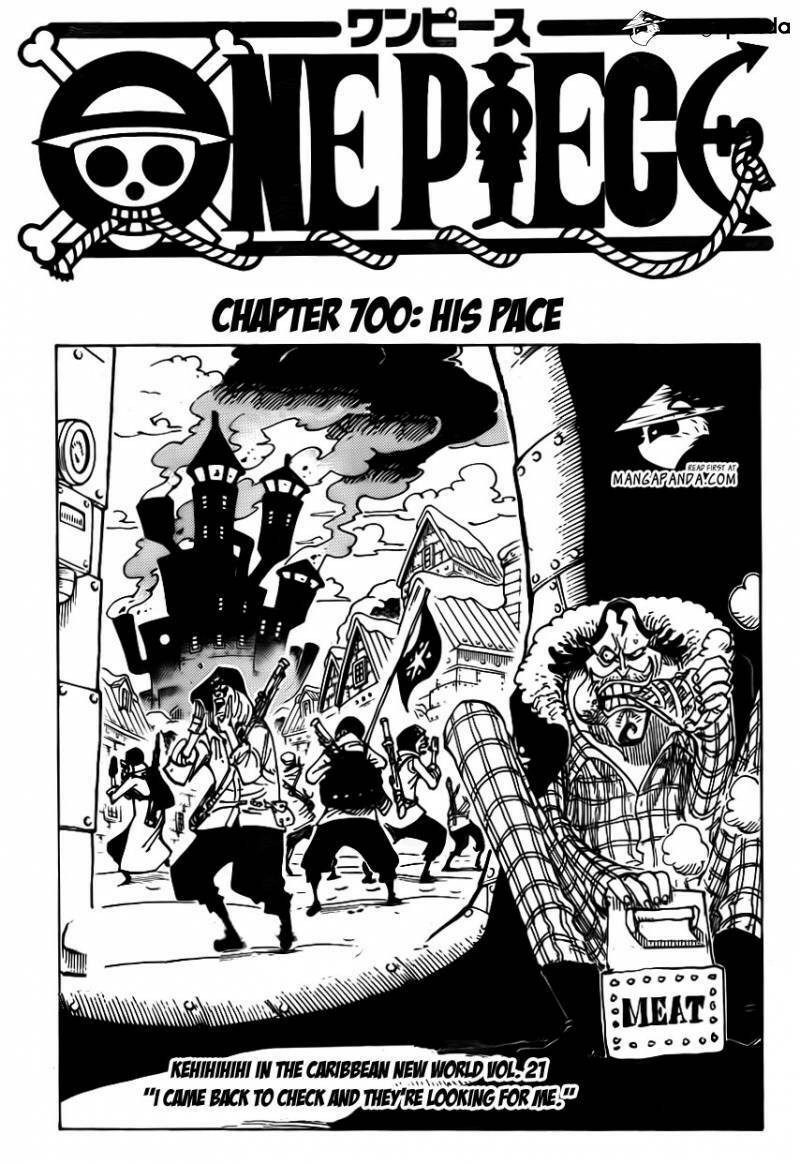 ワンピース
ONE PIECE
CHAPTER 700: HIS PACE
READ FIRST AT
MANGAPANDA.COM
MEAT
KEHIHIHIHI IN THE CARIBBEAN NEW WORLD VOL. 21
"I CAME BACK TO CHECK AND THEY'RE LOOKING FOR ME."